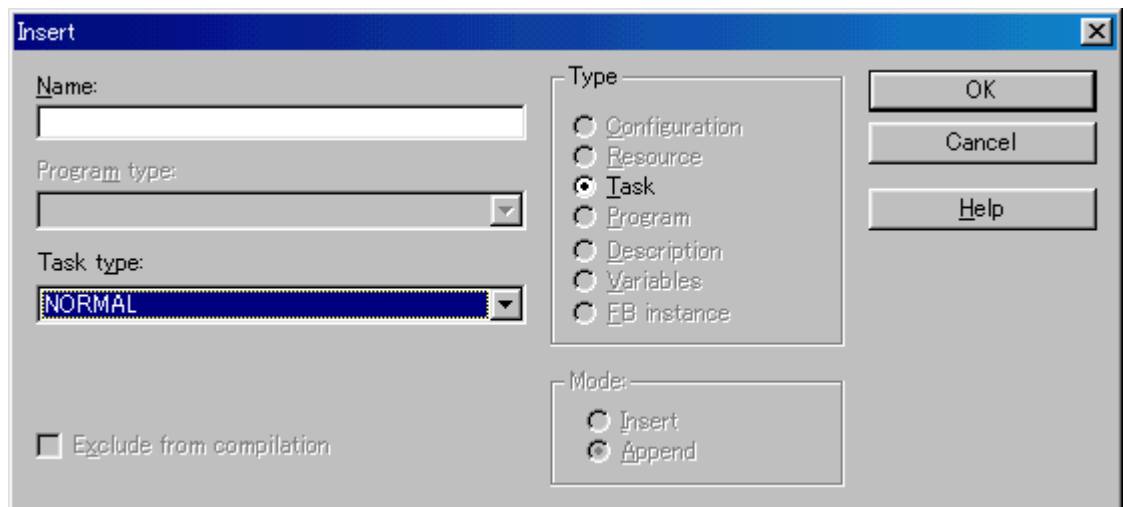 Insert
Name:
Program type:
Task type:
NORMAL
Exclude from compilation
Type
Configuration
Resource
Task
Program
Description
Variables
FB instance
Mode:
Insert
Append
OK
Cancel
Help